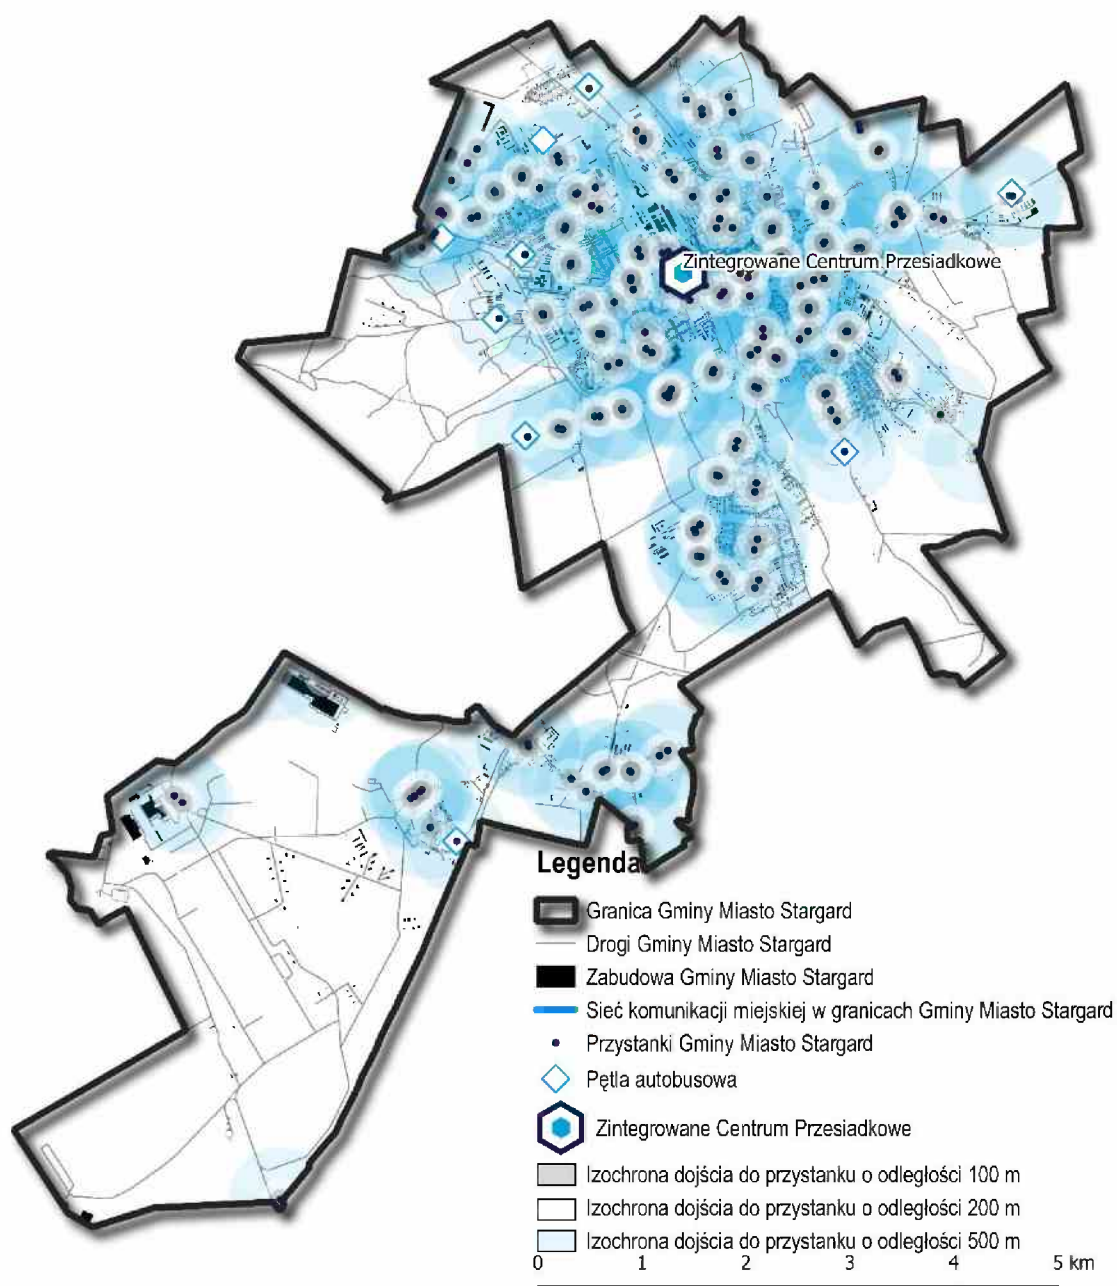 Zintegrowane Centrum Przesiadkowe
Legenda
Granica Gminy Miasto Stargard
Drogi Gminy Miasto Stargard
Zabudowa Gminy Miasto Stargard
Sieć komunikacji miejskiej w granicach Gminy Miasto Stargard
Przystanki Gminy Miasto Stargard
Pętla autobusowa
Zintegrowane Centrum Przesiadkowe
Izochrona dojścia do przystanku o odległości 100 m
Izochrona dojścia do przystanku o odległości 200 m
Izochrona dojścia do przystanku o odległości 500 m
0 1 2 3 4 5 km